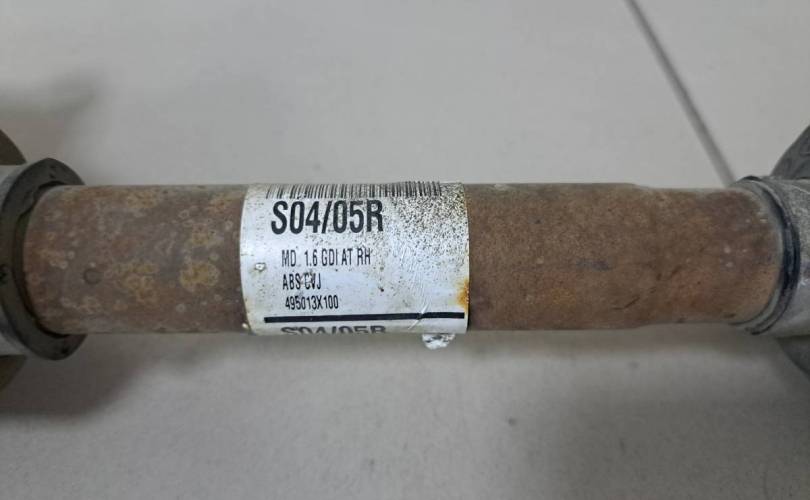 S04/05R
MD 1.6 GDI AT RH
ABS CVJ
495013X100
S04/05R